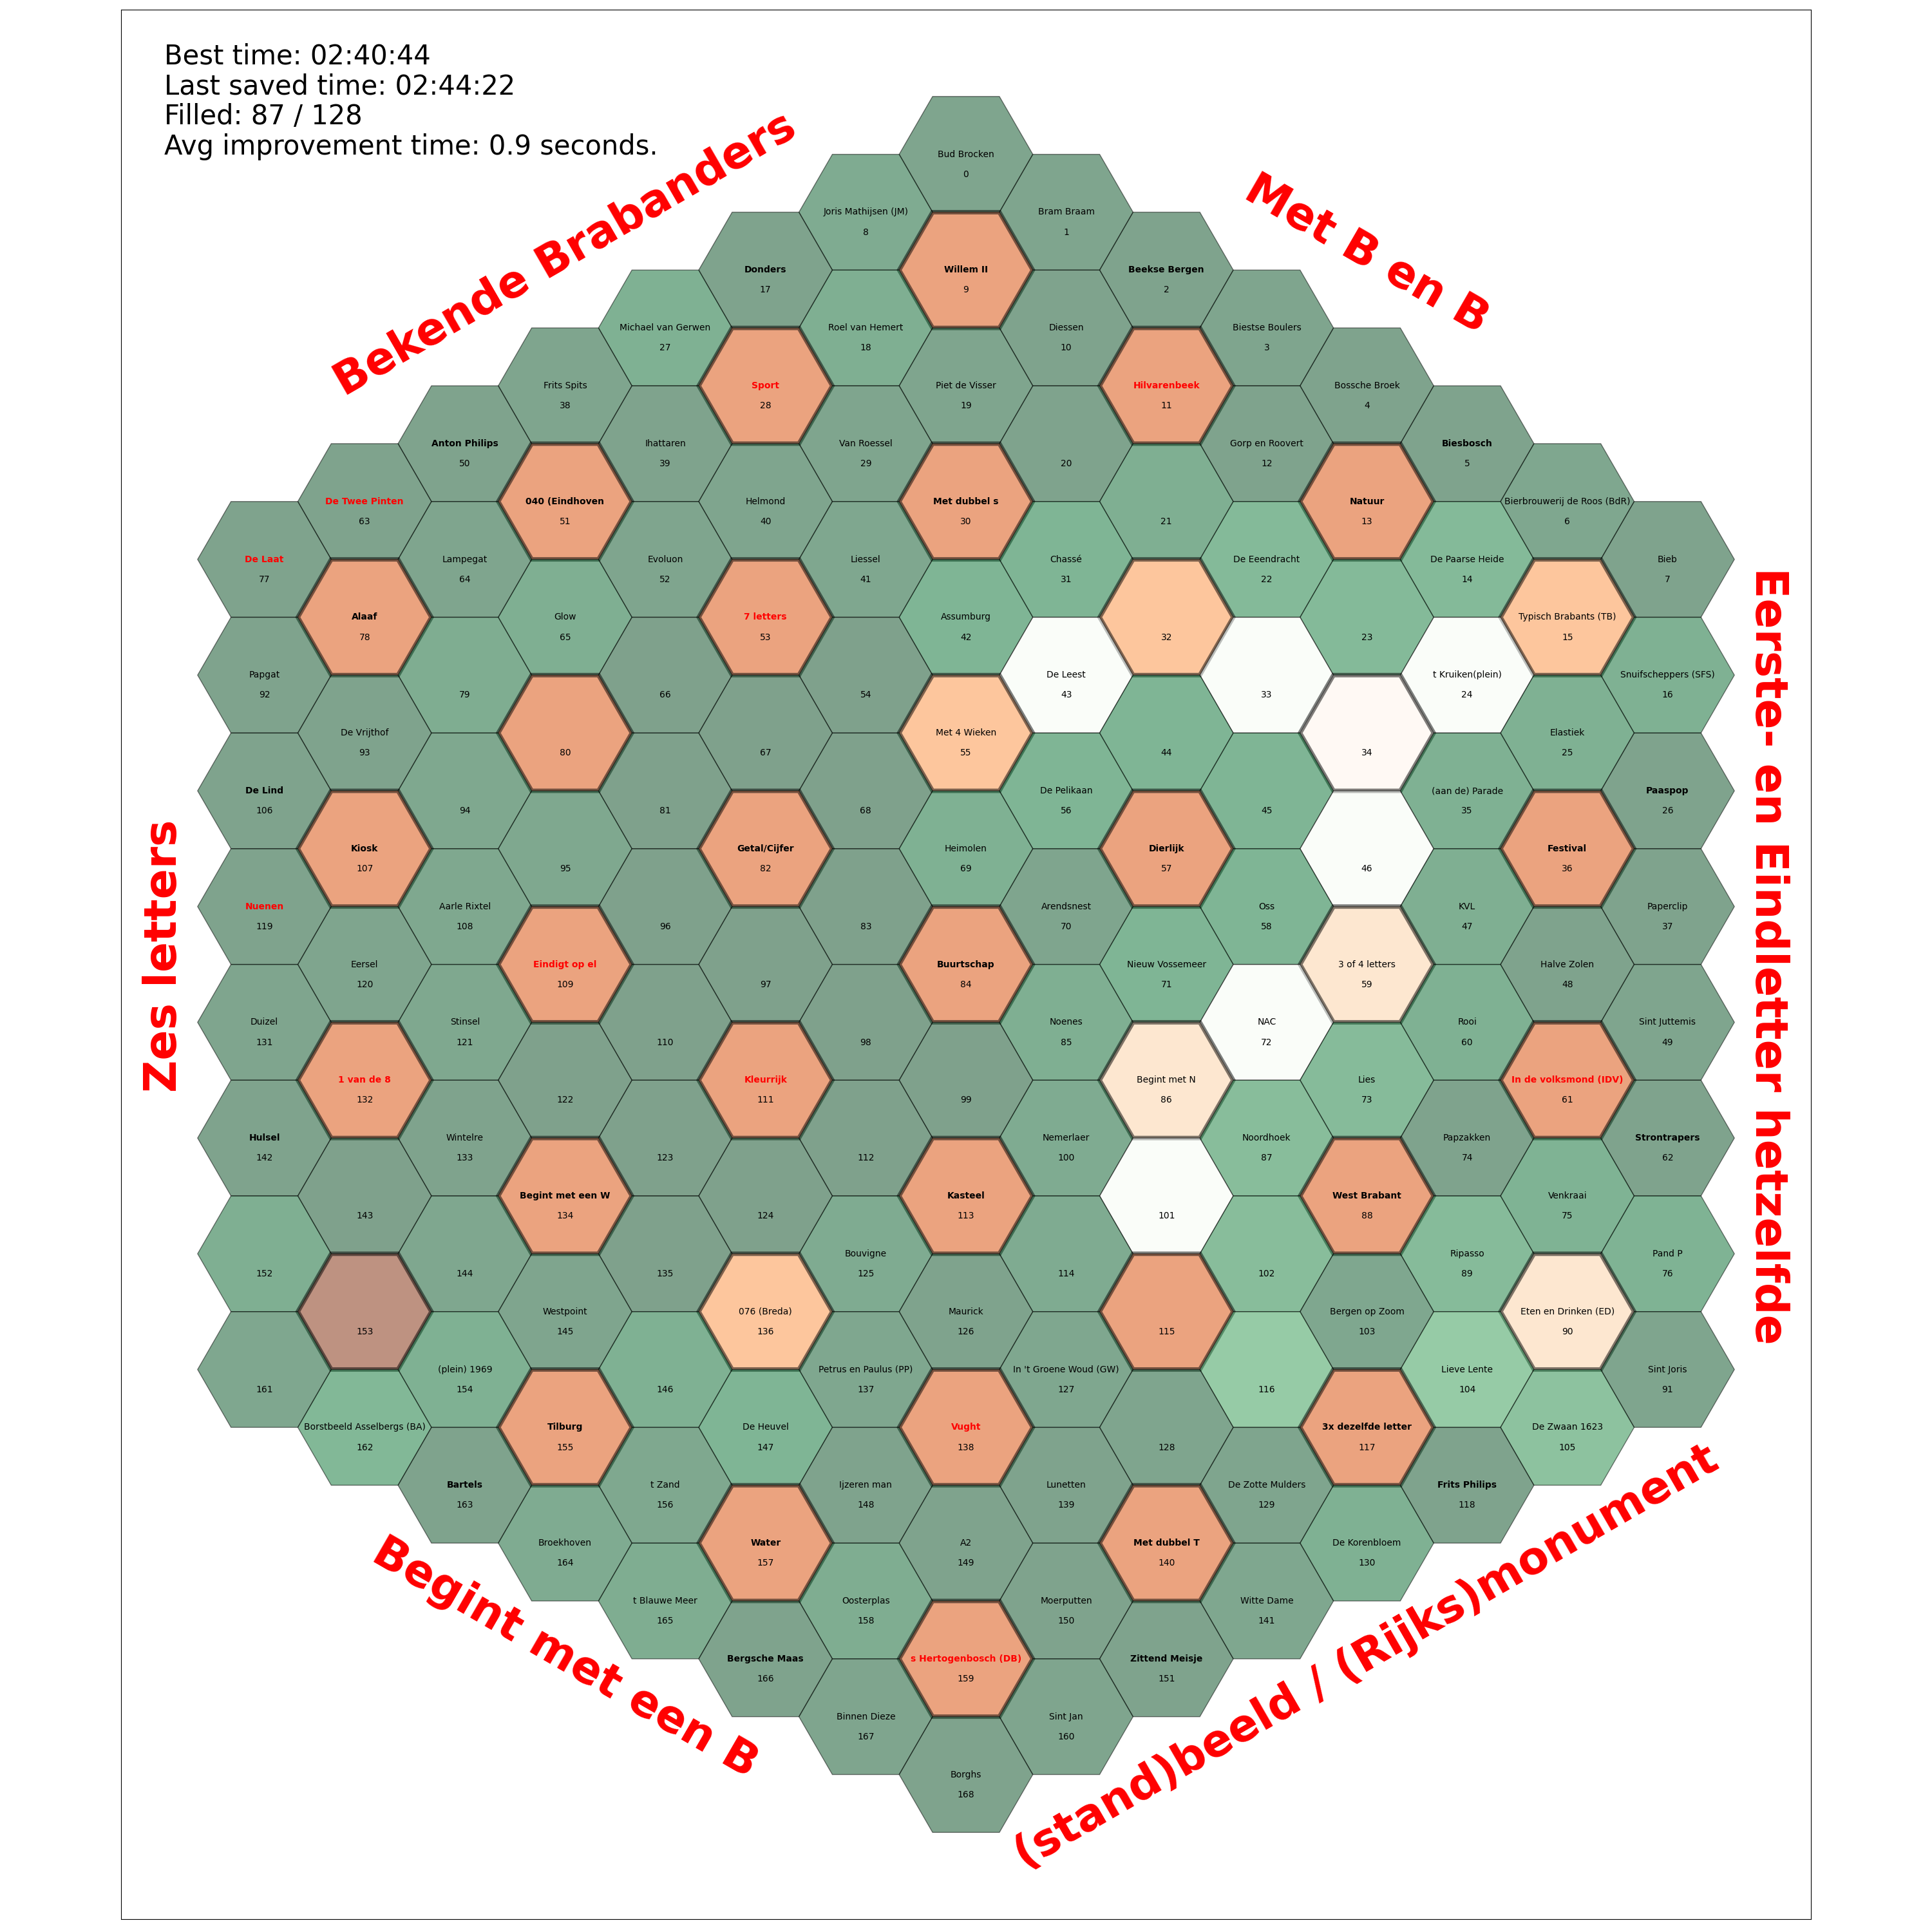 Best time: 02:40:44
Last saved time: 02:44:22
Filled: 87 / 128
Avg improvement time: 0.9 seconds.
Bekende Brabanders
Met B en B
Eerste- en Eindletter hetzelfde
(stand)beeld / (Rijks)monument
Begint met een B
Zes letters
Bud Brocken
0
Bram Braam
1
Beekse Bergen
2
Biestse Boulers
3
Bossche Broek
4
Biesbosch
5
Bierbrouwerij de Roos (BdR)
6
Bieb
7
Joris Mathijsen (JM)
8
Willem II
9
Diessen
10
Hilvarenbeek
11
Gorp en Roovert
12
Natuur
13
De Paarse Heide
14
Typisch Brabants (TB)
15
Snuifscheppers (SFS)
16
Donders
17
Roel van Hemert
18
Piet de Visser
19
20
21
De Eeendracht
22
23
t Kruiken(plein)
24
Elastiek
25
Paaspop
26
Michael van Gerwen
27
Sport
28
Van Roessel
29
Met dubbel s
30
Chassé
31
32
33
34
(aan de) Parade
35
Festival
36
Paperclip
37
Frits Spits
38
Ihattaren
39
Helmond
40
Liessel
41
Assumburg
42
De Leest
43
44
45
46
KVL
47
Halve Zolen
48
Sint Juttemis
49
Anton Philips
50
040 (Eindhoven
51
Evoluon
52
7 letters
53
54
Met 4 Wieken
55
De Pelikaan
56
Dierlijk
57
Oss
58
3 of 4 letters
59
Rooi
60
In de volksmond (IDV)
61
Strontrapers
62
De Twee Pinten
63
Lampegat
64
Glow
65
66
67
68
Heimolen
69
Arendsnest
70
Nieuw Vossemeer
71
NAC
72
Lies
73
Papzakken
74
Venkraai
75
Pand P
76
De Laat
77
Alaaf
78
79
80
81
Getal/Cijfer
82
83
Buurtschap
84
Noenes
85
Begint met N
86
Noordhoek
87
West Brabant
88
Ripasso
89
Eten en Drinken (ED)
90
Sint Joris
91
Papgat
92
De Vrijthof
93
94
95
96
97
98
99
Nemerlaer
100
101
102
Bergen op Zoom
103
Lieve Lente
104
De Zwaan 1623
105
De Lind
106
Kiosk
107
Aarle Rixtel
108
Eindigt op el
109
110
Kleurrijk
111
112
Kasteel
113
114
115
116
3x dezelfde letter
117
Frits Philips
118
Nuenen
119
Eersel
120
Stinsel
121
122
123
124
Bouvigne
125
Maurick
126
In 't Groene Woud (GW)
127
128
De Zotte Mulders
129
De Korenbloem
130
Duizel
131
1 van de 8
132
Wintelre
133
Begint met een W
134
135
076 (Breda)
136
Petrus en Paulus (PP)
137
Vught
138
Lunetten
139
Met dubbel T
140
Witte Dame
141
Hulsel
142
143
144
Westpoint
145
146
De Heuvel
147
Ijzeren man
148
A2
149
Moerputten
150
Zittend Meisje
151
152
153
(plein) 1969
154
Tilburg
155
t Zand
156
Water
157
Oosterplas
158
s Hertogenbosch (DB)
159
Sint Jan
160
161
Borstbeeld Asselbergs (BA)
162
Bartels
163
Broekhoven
164
t Blauwe Meer
165
Bergsche Maas
166
Binnen Dieze
167
Borghs
168